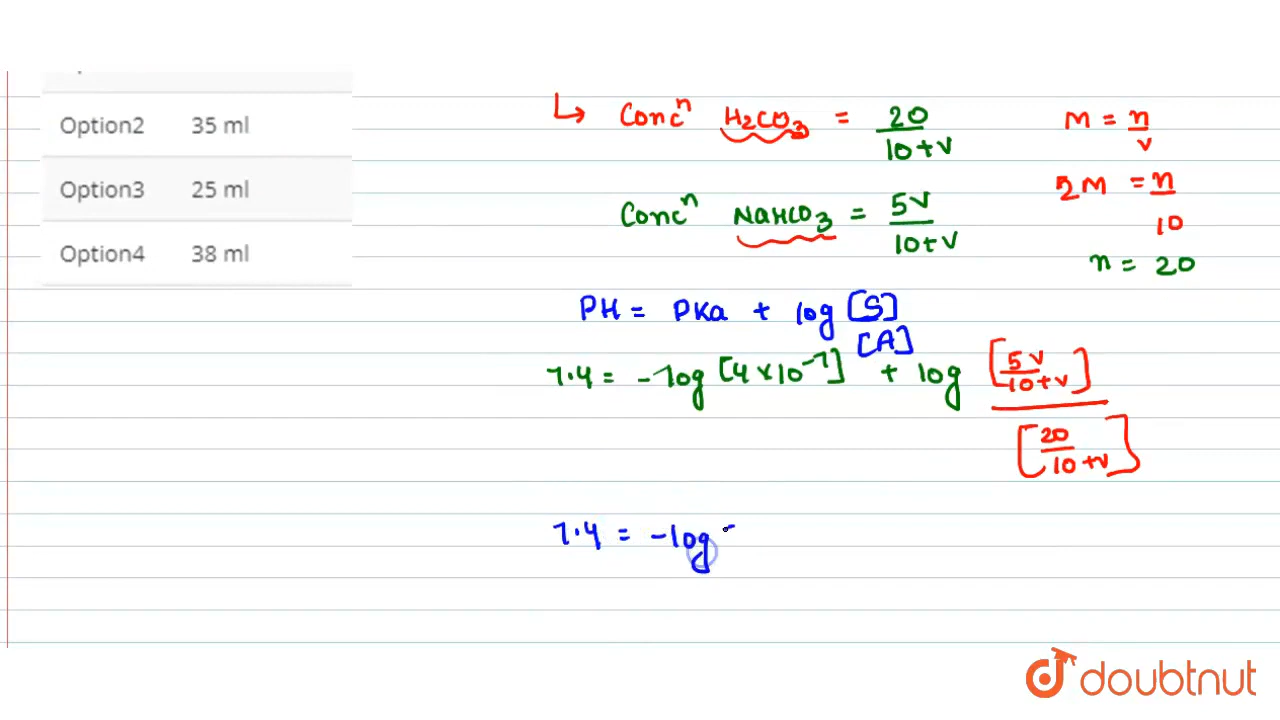 Option2 35 ml
Option3 25 ml
Option4 38 ml
↳ Concⁿ H₂CO₃ = 20/10+V
M = n/v
2M = n/10
n = 20
Concⁿ NaHCO₃ = 5V/10+V
PH = PKa + log [S]/[A]
7.4 = -log [4×10⁻⁷] + log [5V/10+V]/[20/10+V]
7.4 = -log
doubtnut